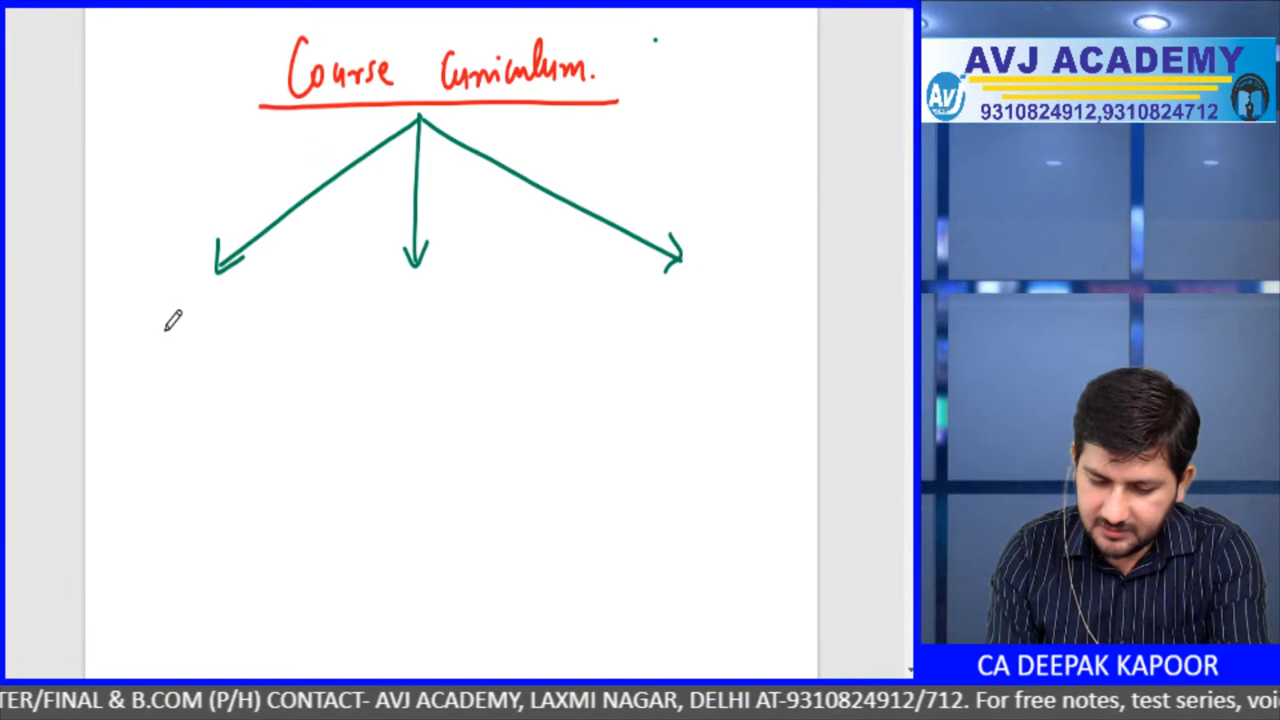 Course Curriculum.
AVJ ACADEMY
AVJ
9310824912,9310824712
CA DEEPAK KAPOOR
TER/FINAL & B.COM (P/H) CONTACT- AVJ ACADEMY, LAXMI NAGAR, DELHI AT-9310824912/712. For free notes, test series, voi